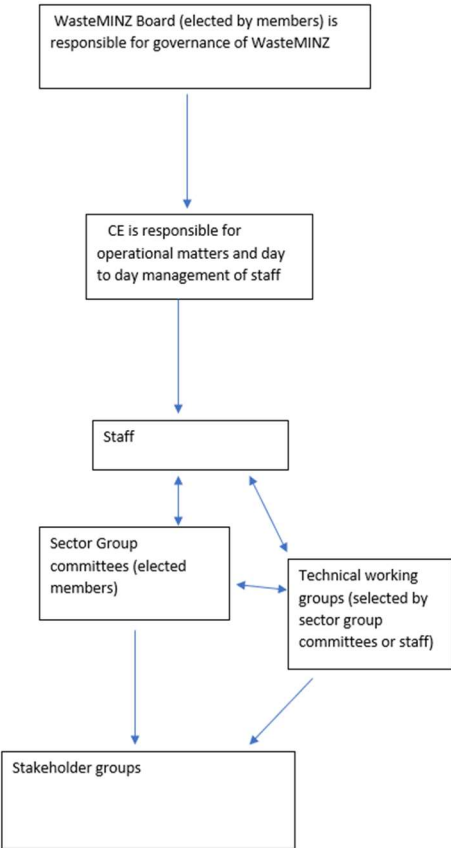 WasteMINZ Board (elected by members) is
responsible for governance of WasteMINZ
CE is responsible for
operational matters and day
to day management of staff
Staff
Sector Group
committees (elected
members)
Technical working
groups (selected by
sector group
committees or staff)
Stakeholder groups